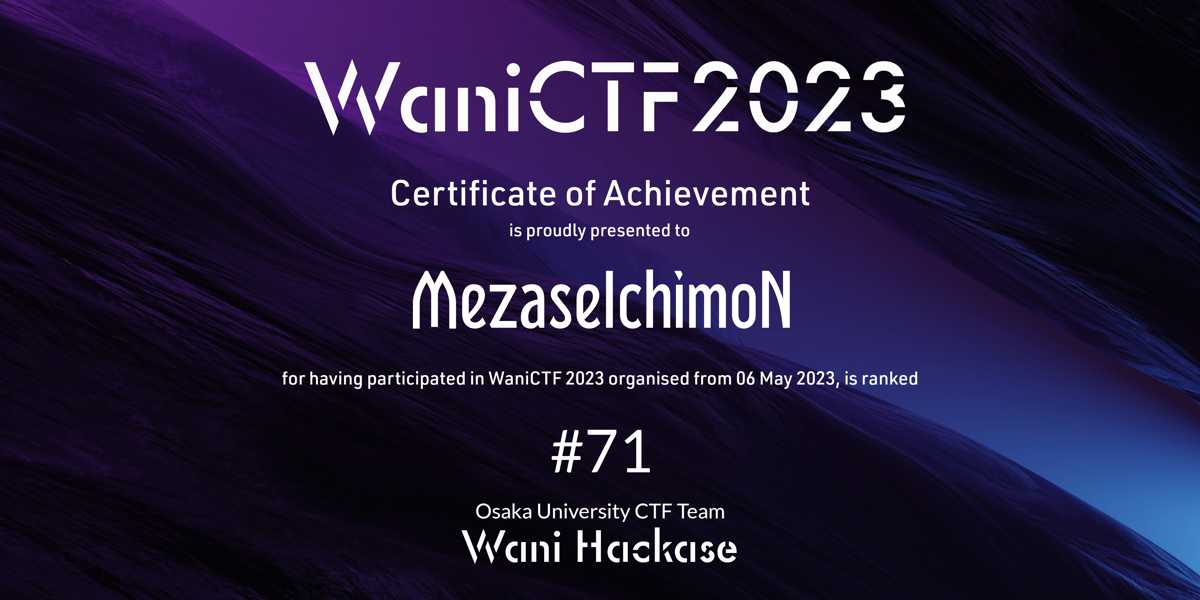 WaniCTF2023
Certificate of Achievement
is proudly presented to
MezaseIchimoN
for having participated in WaniCTF 2023 organised from 06 May 2023, is ranked
#71
Osaka University CTF Team
Wani Hackase